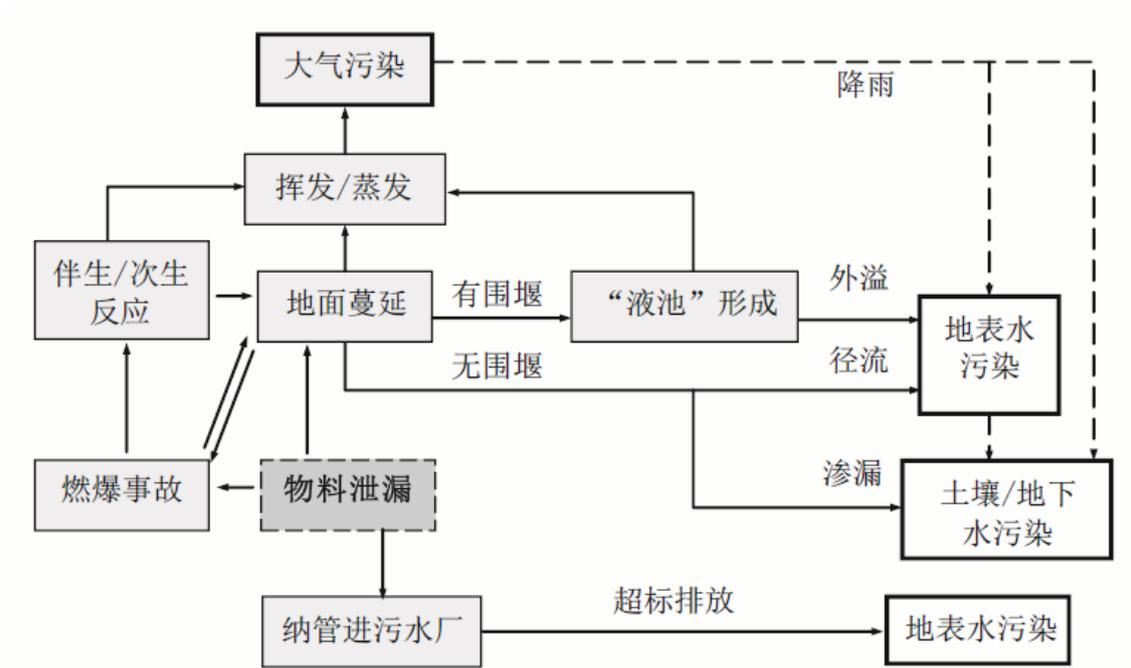 大气污染
降雨
挥发/蒸发
伴生/次生
反应
地面蔓延
有围堰
“液池”形成
外溢
地表水
污染
无围堰
径流
燃爆事故
物料泄漏
渗漏
土壤/地下
水污染
纳管进污水厂
超标排放
地表水污染